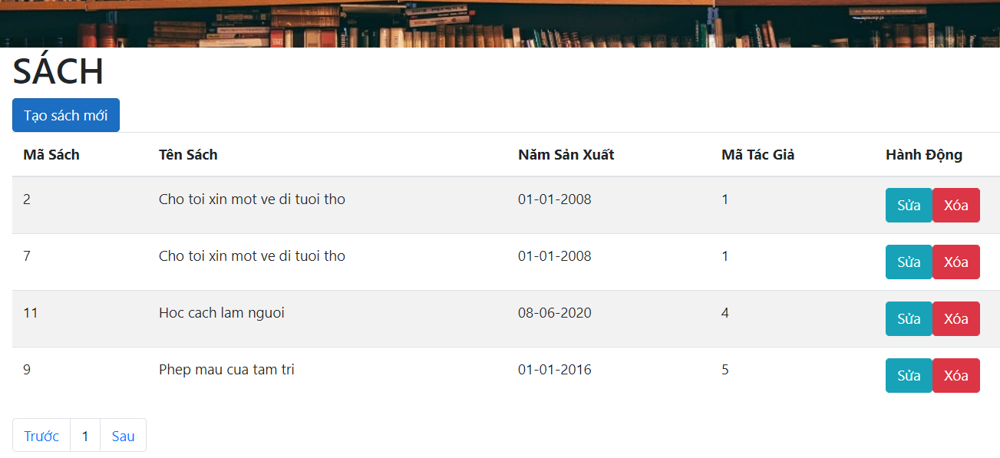 SÁCH
Tạo sách mới
Mã Sách Tên Sách Năm Sản Xuất Mã Tác Giả Hành Động
2 Cho toi xin mot ve di tuoi tho 01-01-2008 1 Sửa Xóa
7 Cho toi xin mot ve di tuoi tho 01-01-2008 1 Sửa Xóa
11 Hoc cach lam nguoi 08-06-2020 4 Sửa Xóa
9 Phep mau cua tam tri 01-01-2016 5 Sửa Xóa
Trước 1 Sau